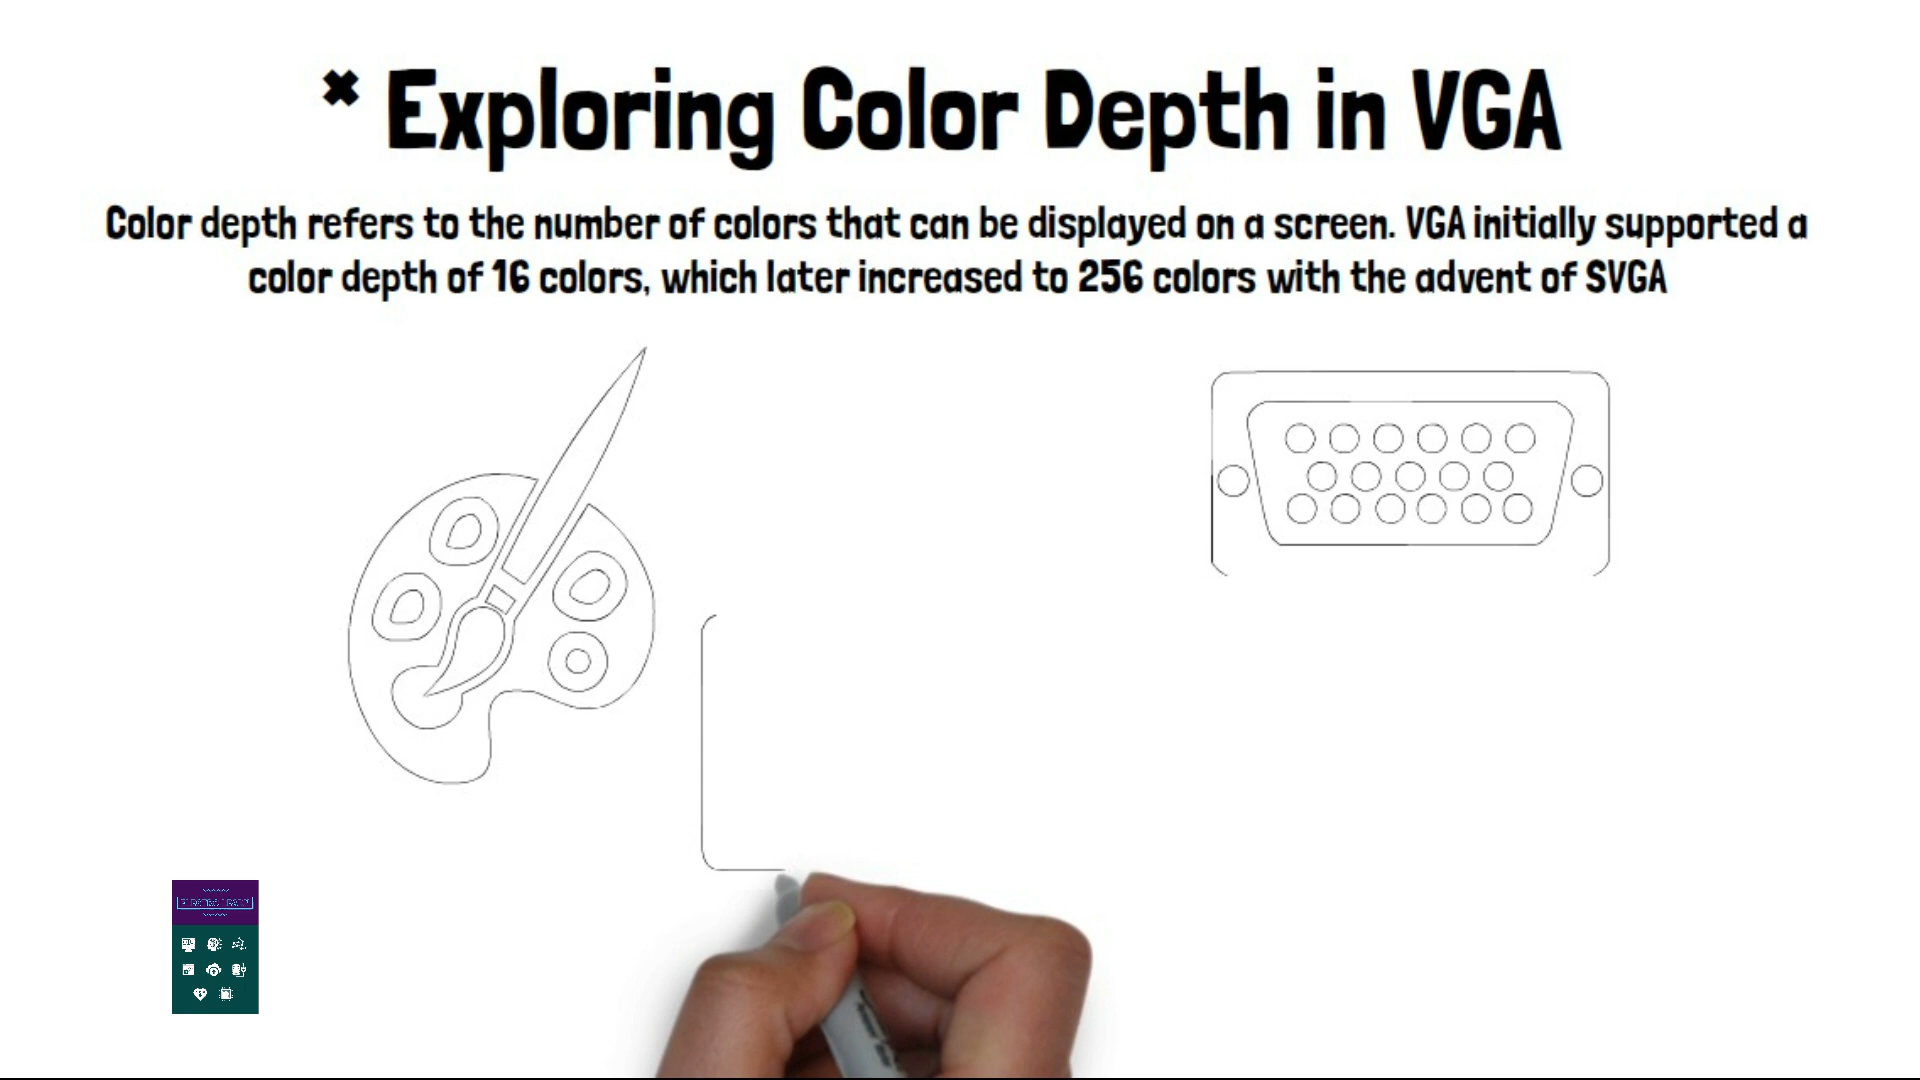 * Exploring Color Depth in VGA
Color depth refers to the number of colors that can be displayed on a screen. VGA initially supported a
color depth of 16 colors, which later increased to 256 colors with the advent of SVGA